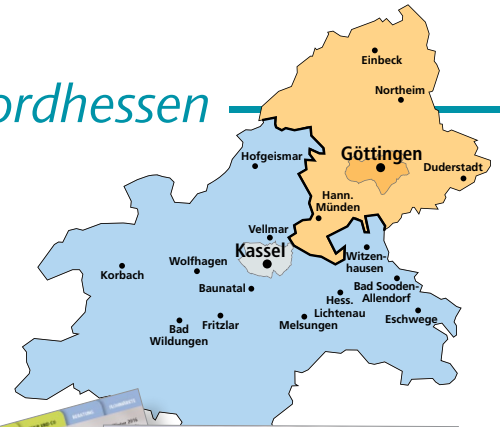 ordhessen
Einbeck
Northeim
Göttingen
Duderstadt
Hofgeismar
Hann.
Münden
Vellmar
Kassel
Witzen-
hausen
Wolfhagen
Korbach
Baunatal
Bad Sooden-
Allendorf
Hess.
Lichtenau
Eschwege
Melsungen
Fritzlar
Bad
Wildungen